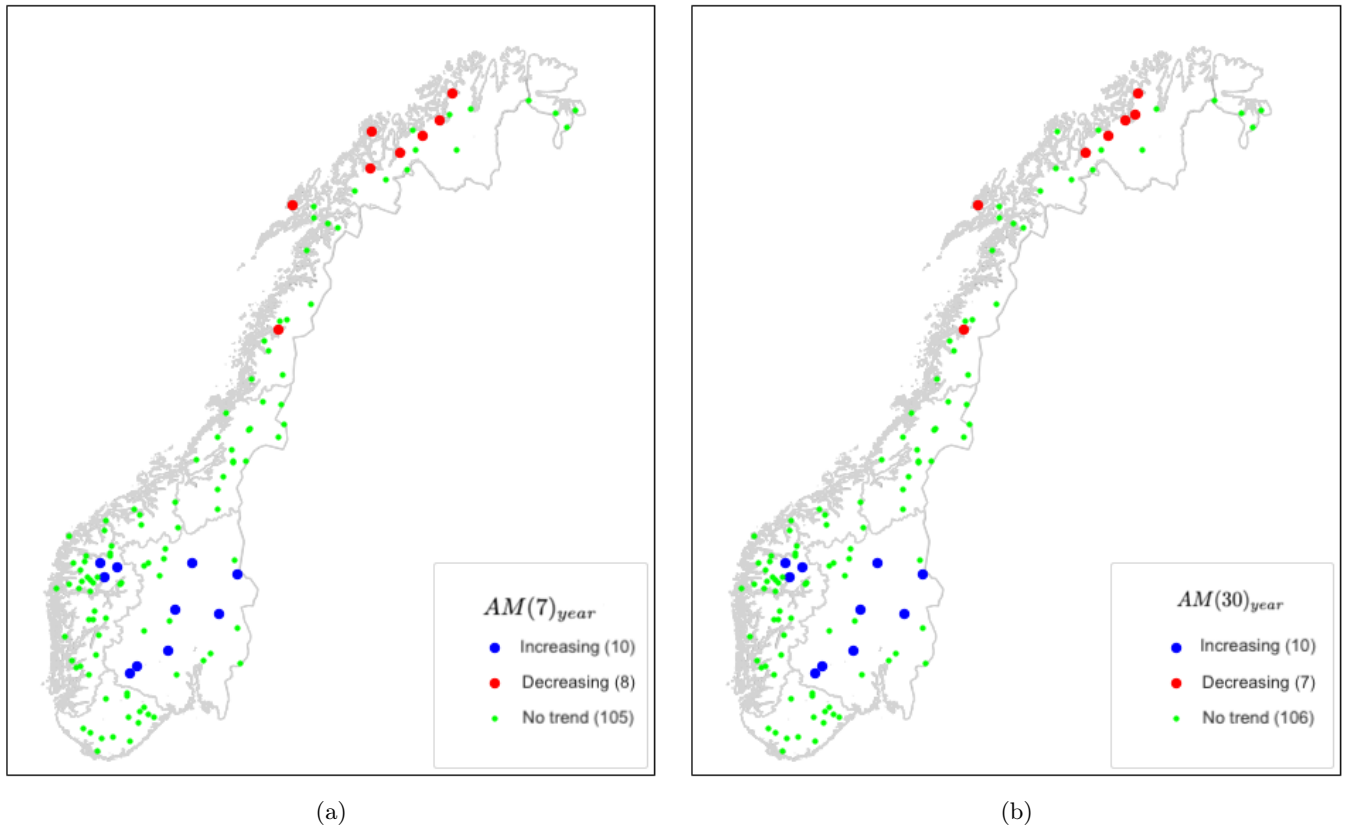 AM(7)year
Increasing (10)
Decreasing (8)
No trend (105)
AM(30)year
Increasing (10)
Decreasing (7)
No trend (106)
(a)
(b)